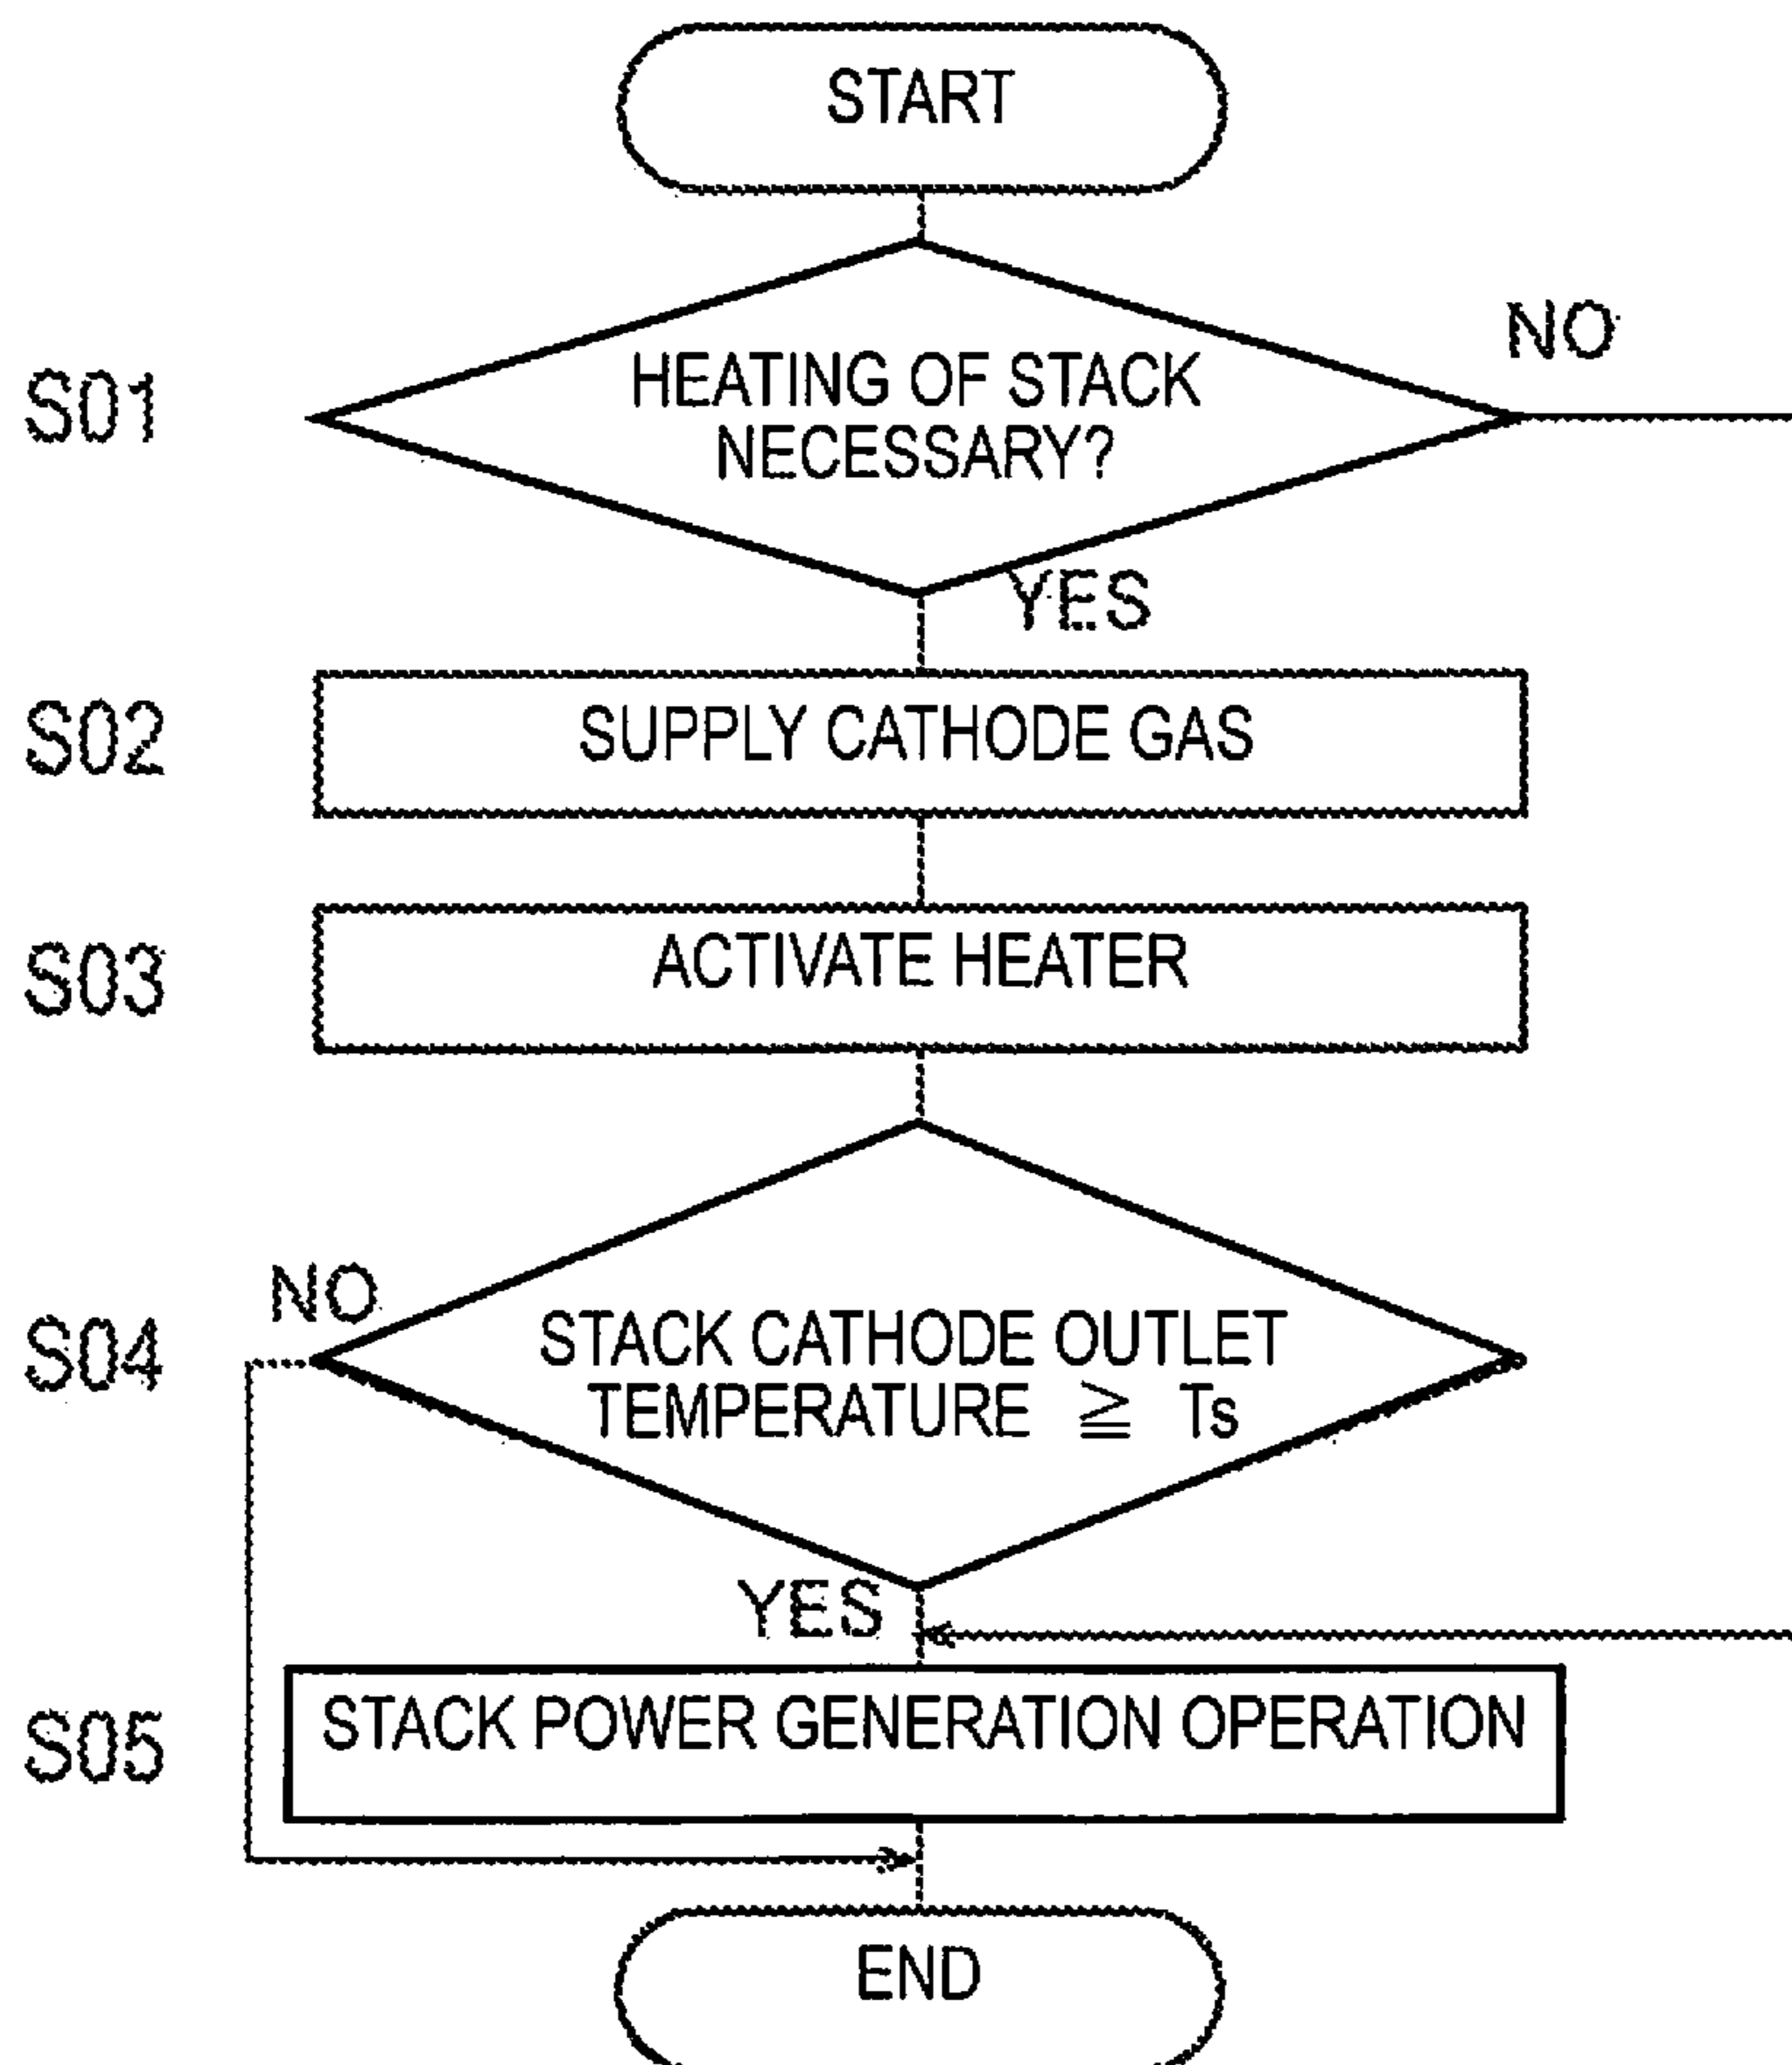 START
S01
HEATING OF STACK
NECESSARY?
NO
YES
S02
SUPPLY CATHODE GAS
S03
ACTIVATE HEATER
S04
NO
STACK CATHODE OUTLET
TEMPERATURE ≧ Ts
YES
S05
STACK POWER GENERATION OPERATION
END